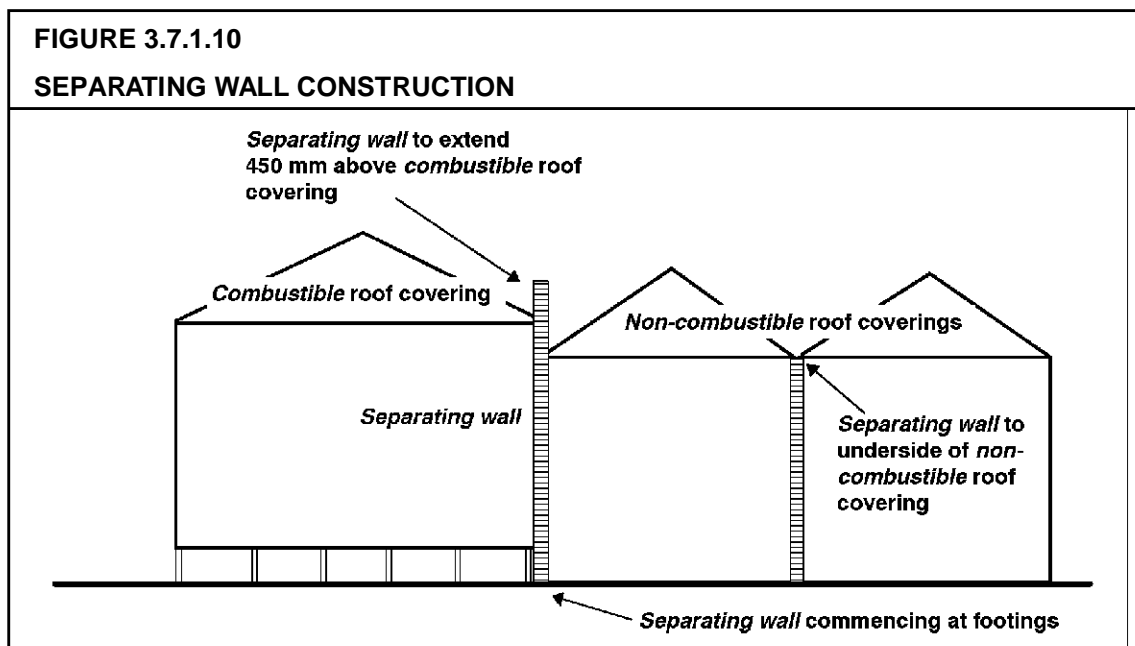 FIGURE 3.7.1.10
SEPARATING WALL CONSTRUCTION
Separating wall to extend
450 mm above combustible roof
covering
Combustible roof covering
Non-combustible roof coverings
Separating wall
Separating wall to
underside of non-
combustible roof
covering
Separating wall commencing at footings